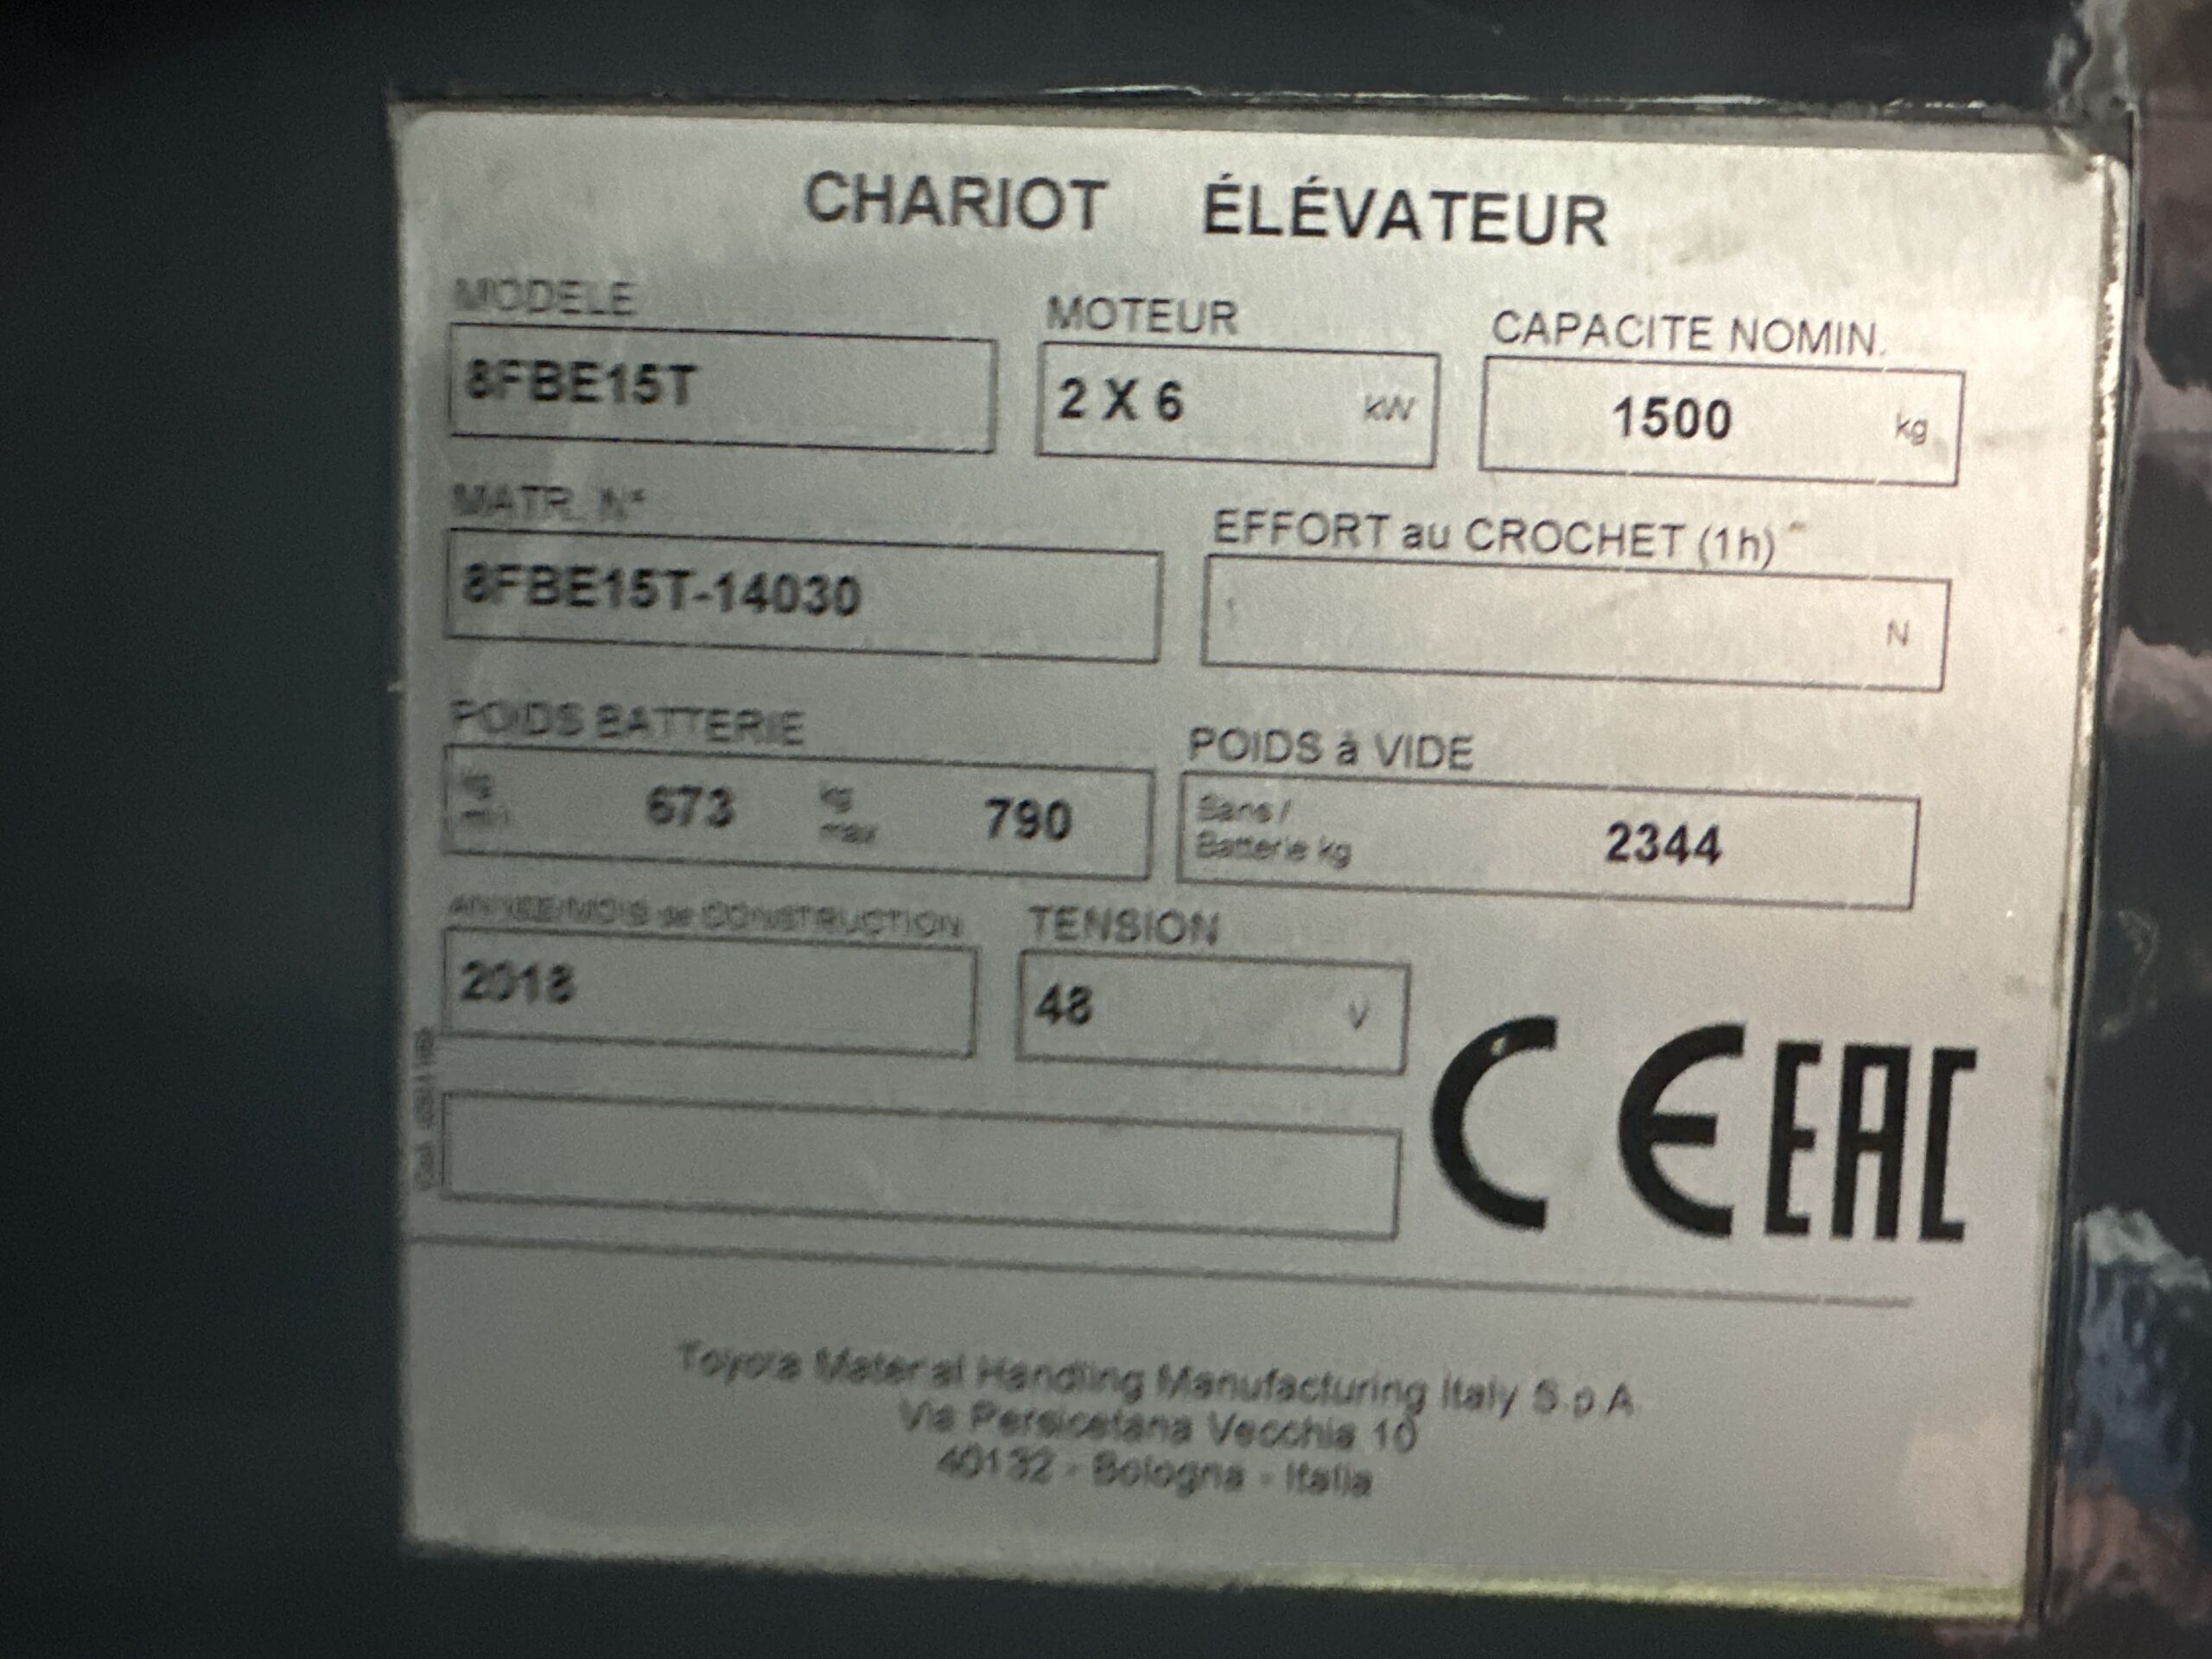 CHARIOT ÉLÉVATEUR
MODELE MOTEUR CAPACITE NOMIN.
8FBE15T 2 X 6 kW 1500 kg
MATR. N° EFFORT au CROCHET (1h)
8FBE15T-14030 N
POIDS BATTERIE POIDS à VIDE
kg min 673 kg max 790 Sans / Batterie kg 2344
ANNEE/MOIS de CONSTRUCTION TENSION
2018 48 V
CE EAC
Toyota Material Handling Manufacturing Italy S.p.A.
Via Persicetana Vecchia 10
40132 - Bologna - Italia